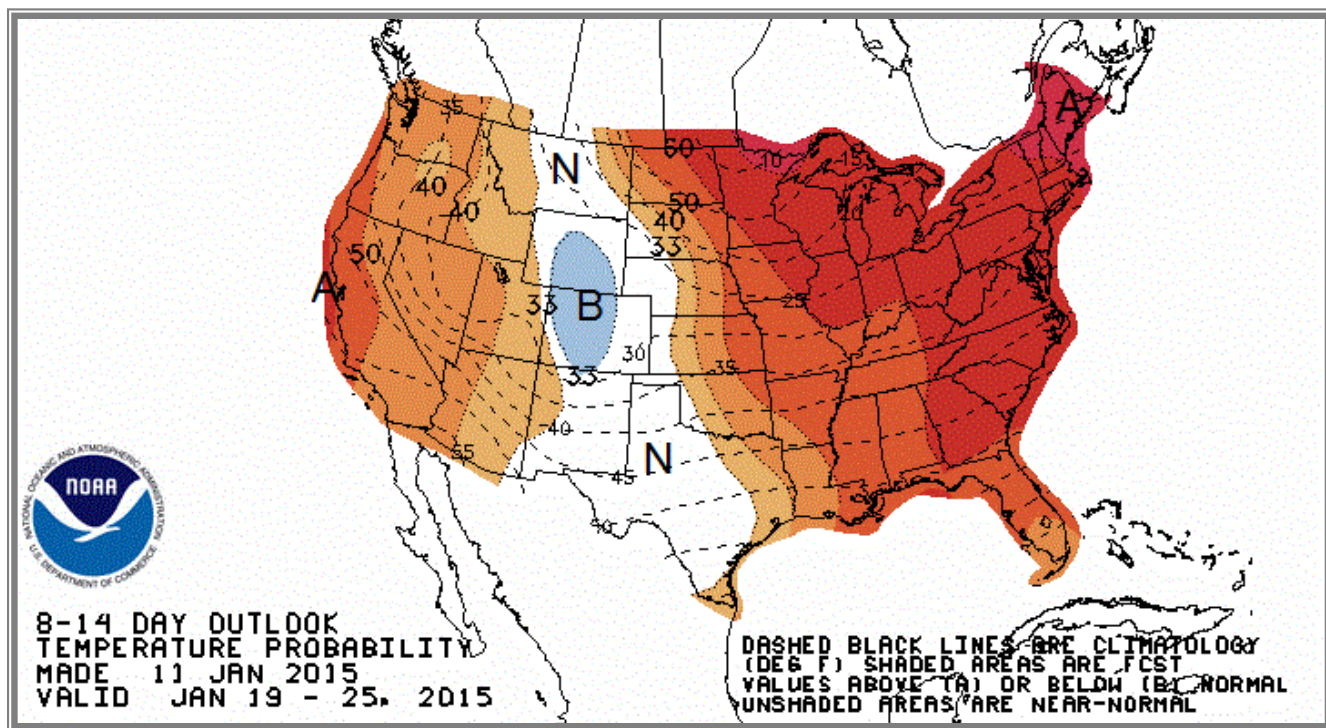 35
10
A
N
60
10
15
40
50
40
40
33
50
A
33
B
25
30
33
35
40
N
55
45
NOAA
NATIONAL OCEANIC AND ATMOSPHERIC ADMINISTRATION
U.S. DEPARTMENT OF COMMERCE
8-14 DAY OUTLOOK
TEMPERATURE PROBABILITY
MADE 11 JAN 2015
VALID JAN 19 - 25, 2015
DASHED BLACK LINES ARE CLIMATOLOGY
(DEG F) SHADED AREAS ARE FCST
VALUES ABOVE (A) OR BELOW (B) NORMAL
UNSHADED AREAS ARE NEAR-NORMAL